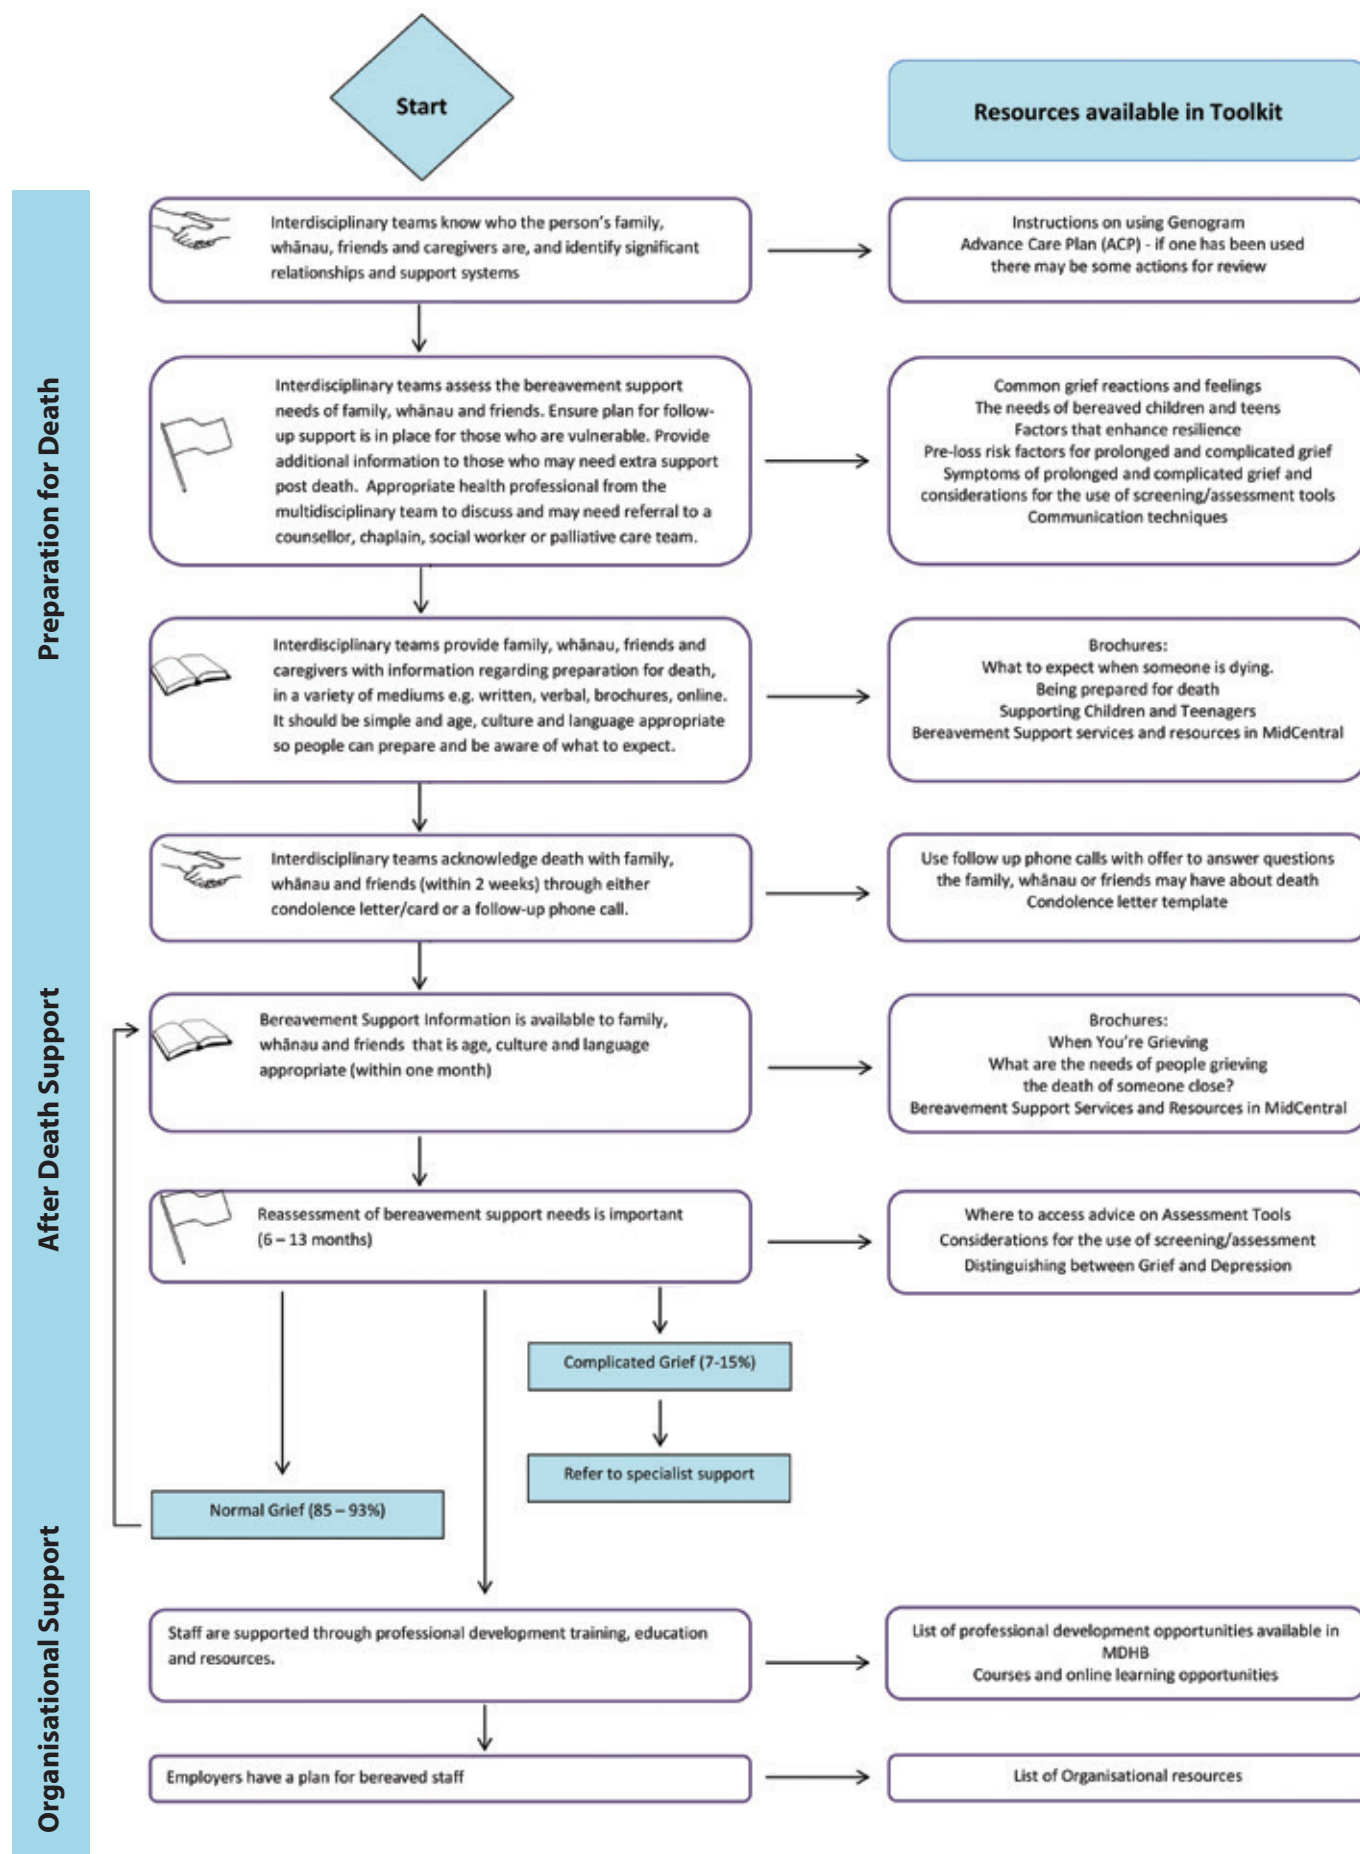 Start
Resources available in Toolkit
Preparation for Death
Interdisciplinary teams know who the person's family,
whānau, friends and caregivers are, and identify significant
relationships and support systems
Instructions on using Genogram
Advance Care Plan (ACP) - if one has been used
there may be some actions for review
Interdisciplinary teams assess the bereavement support
needs of family, whānau and friends. Ensure plan for follow-
up support is in place for those who are vulnerable. Provide
additional information to those who may need extra support
post death. Appropriate health professional from the
multidisciplinary team to discuss and may need referral to a
counsellor, chaplain, social worker or palliative care team.
Common grief reactions and feelings
The needs of bereaved children and teens
Factors that enhance resilience
Pre-loss risk factors for prolonged and complicated grief
Symptoms of prolonged and complicated grief and
considerations for the use of screening/assessment tools
Communication techniques
Interdisciplinary teams provide family, whānau, friends and
caregivers with information regarding preparation for death,
in a variety of mediums e.g. written, verbal, brochures, online.
It should be simple and age, culture and language appropriate
so people can prepare and be aware of what to expect.
Brochures:
What to expect when someone is dying.
Being prepared for death
Supporting Children and Teenagers
Bereavement Support services and resources in MidCentral
After Death Support
Interdisciplinary teams acknowledge death with family,
whānau and friends (within 2 weeks) through either
condolence letter/card or a follow-up phone call.
Use follow up phone calls with offer to answer questions
the family, whānau or friends may have about death
Condolence letter template
Bereavement Support Information is available to family,
whānau and friends that is age, culture and language
appropriate (within one month)
Brochures:
When You're Grieving
What are the needs of people grieving
the death of someone close?
Bereavement Support Services and Resources in MidCentral
Reassessment of bereavement support needs is important
(6 – 13 months)
Where to access advice on Assessment Tools
Considerations for the use of screening/assessment
Distinguishing between Grief and Depression
Complicated Grief (7-15%)
Refer to specialist support
Normal Grief (85 – 93%)
Organisational Support
Staff are supported through professional development training, education
and resources.
List of professional development opportunities available in
MDHB
Courses and online learning opportunities
Employers have a plan for bereaved staff
List of Organisational resources